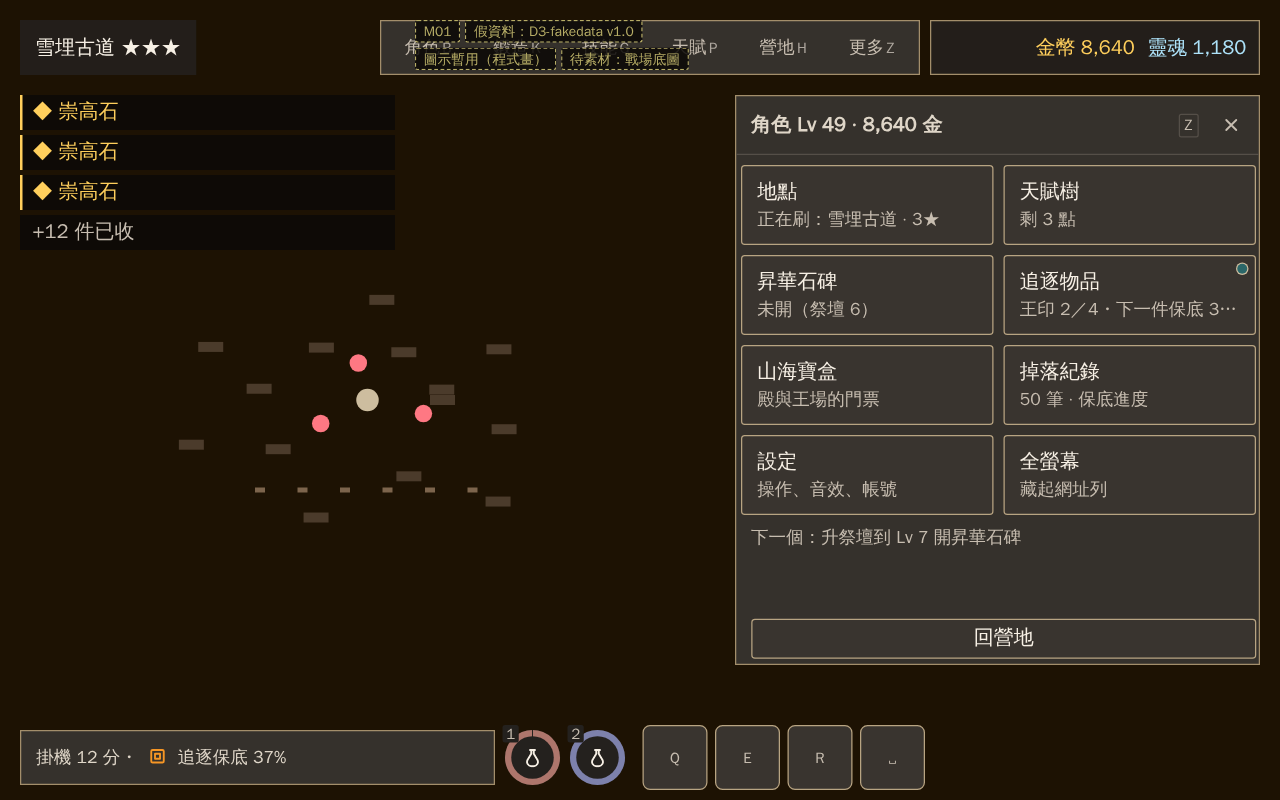 雪埋古道 ★★★
M01 假資料：D3-fakedata v1.0
圖示暫用（程式畫） 待素材：戰場底圖
天賦 P 營地 H 更多 Z
金幣 8,640 靈魂 1,180
◆ 崇高石
◆ 崇高石
◆ 崇高石
+12 件已收
角色 Lv 49 · 8,640 金 Z ✕
地點
正在刷：雪埋古道 · 3★
天賦樹
剩 3 點
昇華石碑
未開（祭壇 6）
追逐物品
王印 2／4・下一件保底 3⋯
山海寶盒
殿與王場的門票
掉落紀錄
50 筆 · 保底進度
設定
操作、音效、帳號
全螢幕
藏起網址列
下一個：升祭壇到 Lv 7 開昇華石碑
回營地
掛機 12 分 · 追逐保底 37%
1 2
Q E R ⎵